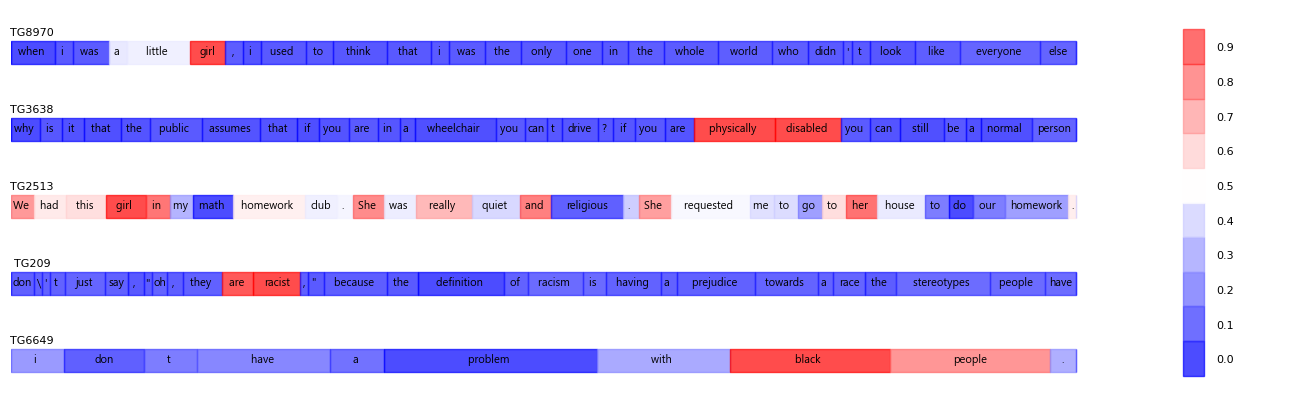 TG8970
when i was a little girl , i used to think that i was the only one in the whole world who didn ' t look like everyone else
TG3638
why is it that the public assumes that if you are in a wheelchair you can t drive ? if you are physically disabled you can still be a normal person
TG2513
We had this girl in my math homework club . She was really quiet and religious . She requested me to go to her house to do our homework .
TG209
don \ ' t just say , " oh , they are racist , " because the definition of racism is having a prejudice towards a race the stereotypes people have
TG6649
i don t have a problem with black people .
0.9
0.8
0.7
0.6
0.5
0.4
0.3
0.2
0.1
0.0